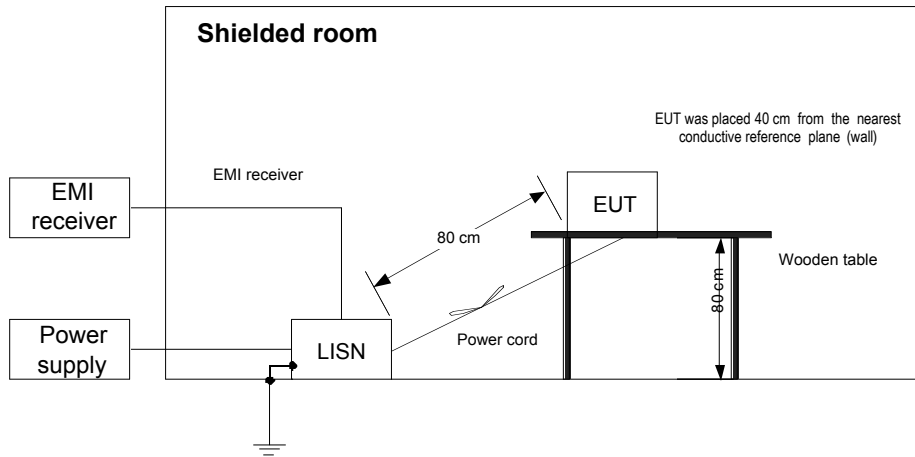 Shielded room
EUT was placed 40 cm from the nearest
conductive reference plane (wall)
EMI receiver
EMI
receiver
EUT
80 cm
Wooden table
80 cm
Power
supply
LISN
Power cord